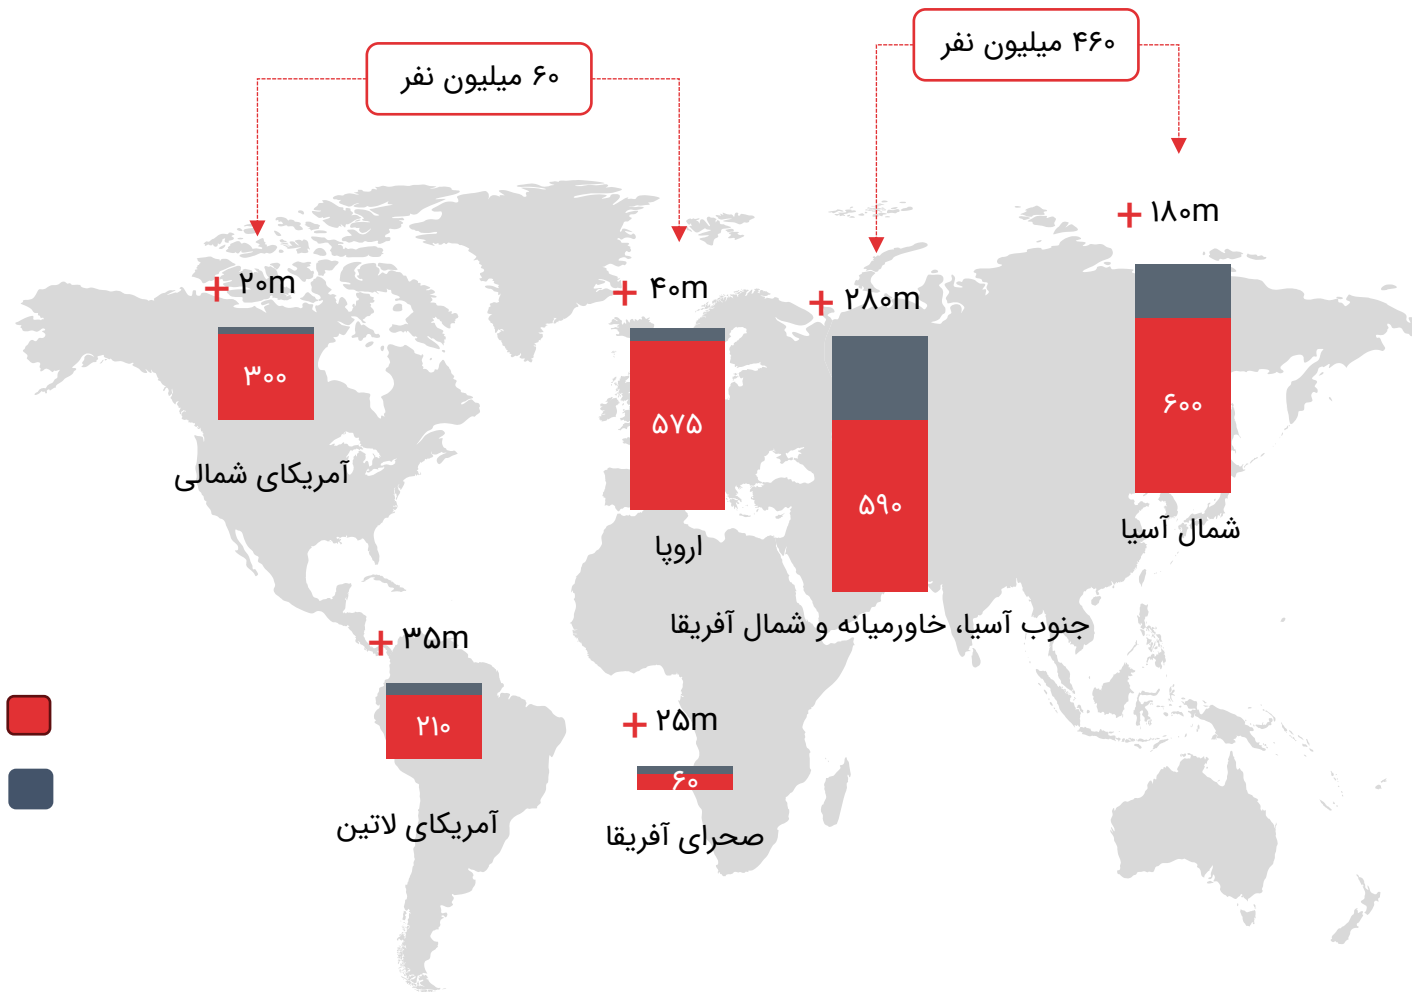 ۴۶۰ میلیون نفر
۶۰ میلیون نفر
+ ۱۸۰m
+ ۲۰m
+ ۴۰m
+ ۲۸۰m
۳۰۰
۵۷۵
۵۹۰
۶۰۰
آمریکای شمالی
اروپا
شمال آسیا
جنوب آسیا، خاورمیانه و شمال آفریقا
+ ۳۵m
۲۱۰
+ ۲۵m
۶۰
آمریکای لاتین
صحرای آفریقا